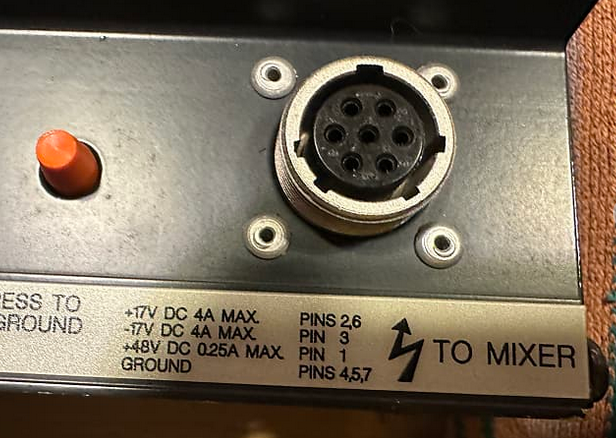 ESS TO
GROUND
+17V DC 4A MAX. PINS 2,6
-17V DC 4A MAX. PIN 3
+48V DC 0.25A MAX. PIN 1
GROUND PINS 4,5,7
TO MIXER